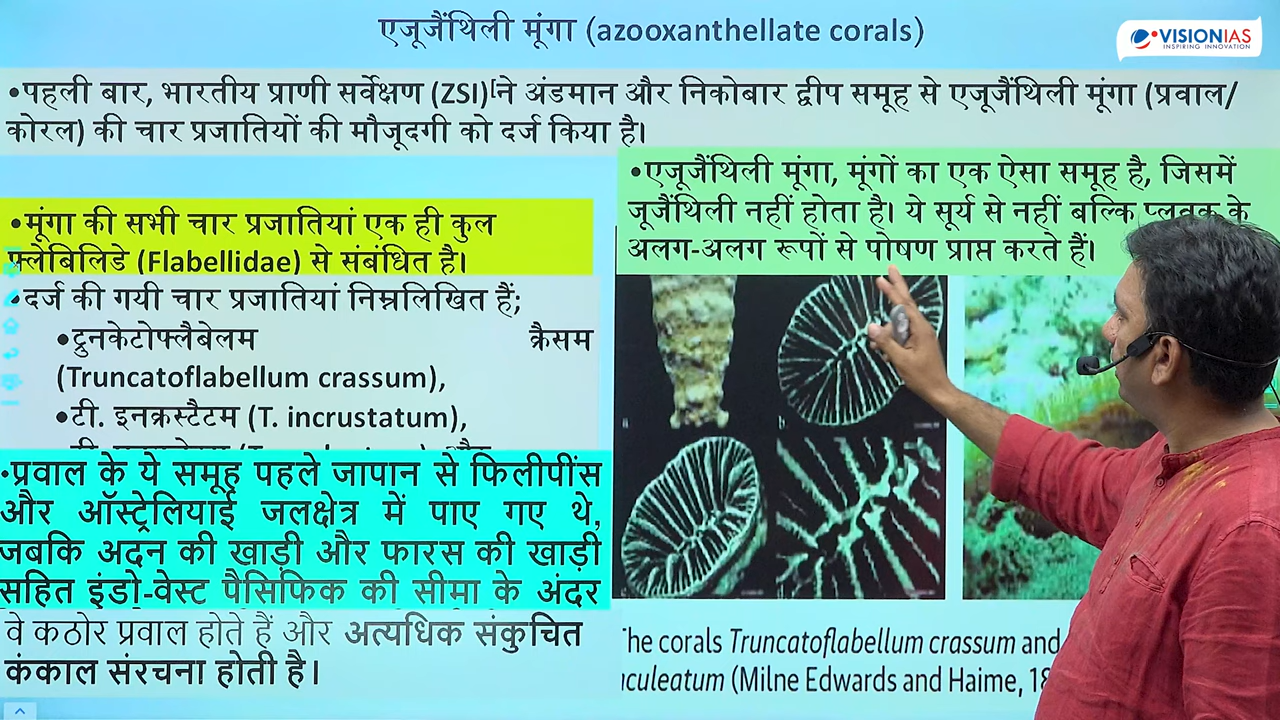 एजूजैंथिली मूंगा (azooxanthellate corals)
VISIONIAS
INSPIRING INNOVATION
•पहली बार, भारतीय प्राणी सर्वेक्षण (ZSI)[ने अंडमान और निकोबार द्वीप समूह से एजूजैंथिली मूंगा (प्रवाल/
कोरल) की चार प्रजातियों की मौजूदगी को दर्ज किया है।
•मूंगा की सभी चार प्रजातियां एक ही कुल
फ्लेबिलिडे (Flabellidae) से संबंधित है।
•दर्ज की गयी चार प्रजातियां निम्नलिखित हैं;
•ट्रुनकेटोफ्लैबेलम क्रैसम
(Truncatoflabellum crassum),
•टी. इनक्रस्टैटम (T. incrustatum),
•प्रवाल के ये समूह पहले जापान से फिलीपींस
और ऑस्ट्रेलियाई जलक्षेत्र में पाए गए थे,
जबकि अदन की खाड़ी और फारस की खाड़ी
सहित इंडो-वेस्ट पैसिफिक की सीमा के अंदर
वे कठोर प्रवाल होते हैं और अत्यधिक संकुचित
कंकाल संरचना होती है।
•एजूजैंथिली मूंगा, मूंगों का एक ऐसा समूह है, जिसमें
जूजैंथिली नहीं होता है। ये सूर्य से नहीं बल्कि प्लवक के
अलग-अलग रूपों से पोषण प्राप्त करते हैं।
The corals Truncatoflabellum crassum and
aculeatum (Milne Edwards and Haime, 18